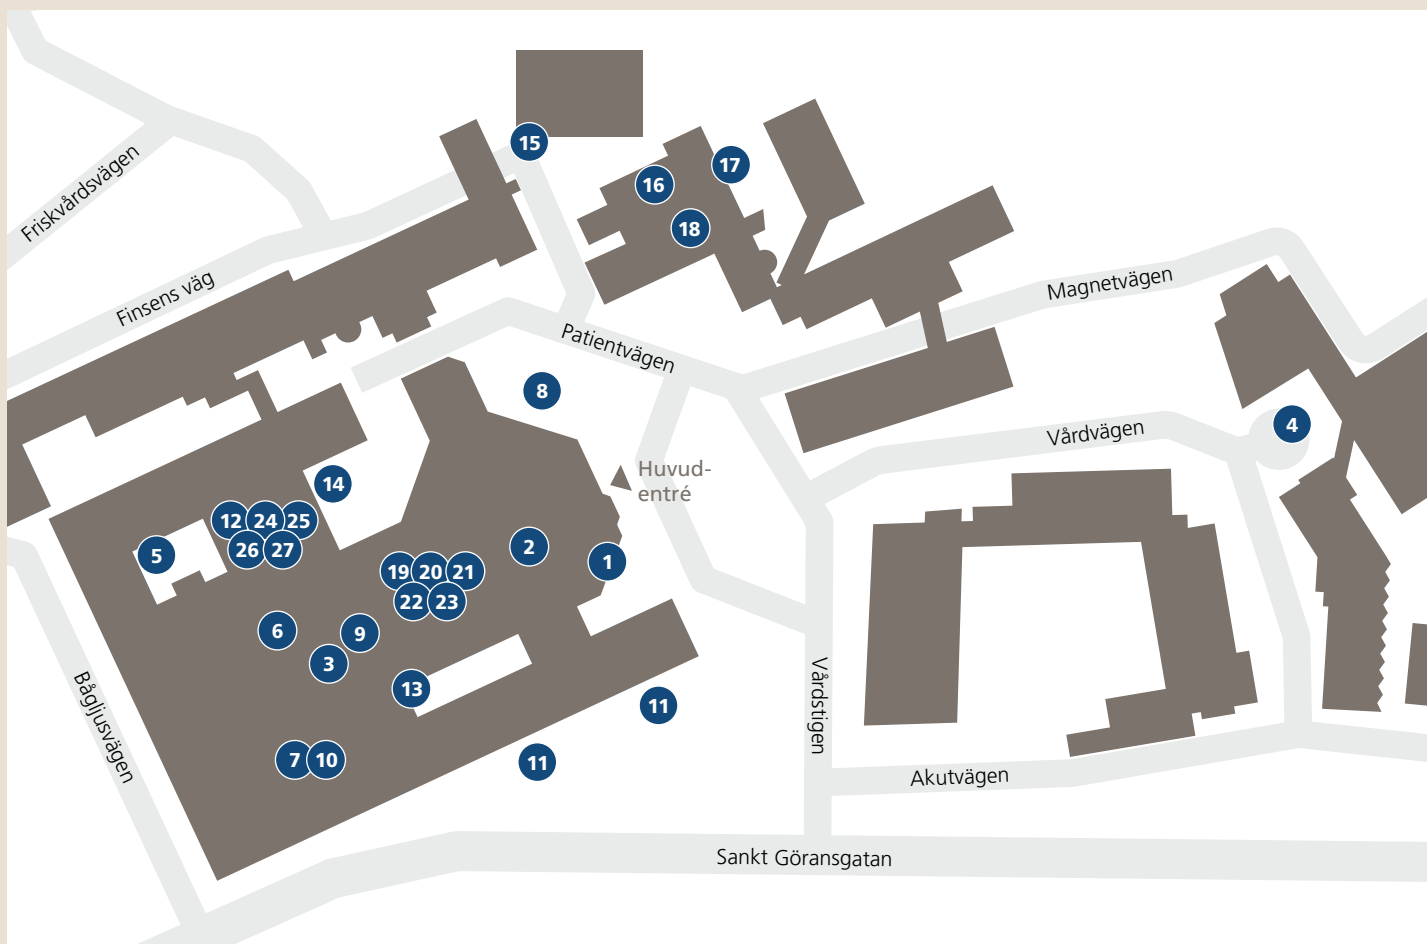 15
17
16
18
Friskvårdsvägen
Finsens väg
Magnetvägen
Patientvägen
8
4
Vårdvägen
Huvud-
entré
14
12 24 25
26 27
5
2
1
19 20 21
22 23
6
9
3
13
11
7 10
11
Bågljusvägen
Vårdstigen
Akutvägen
Sankt Göransgatan